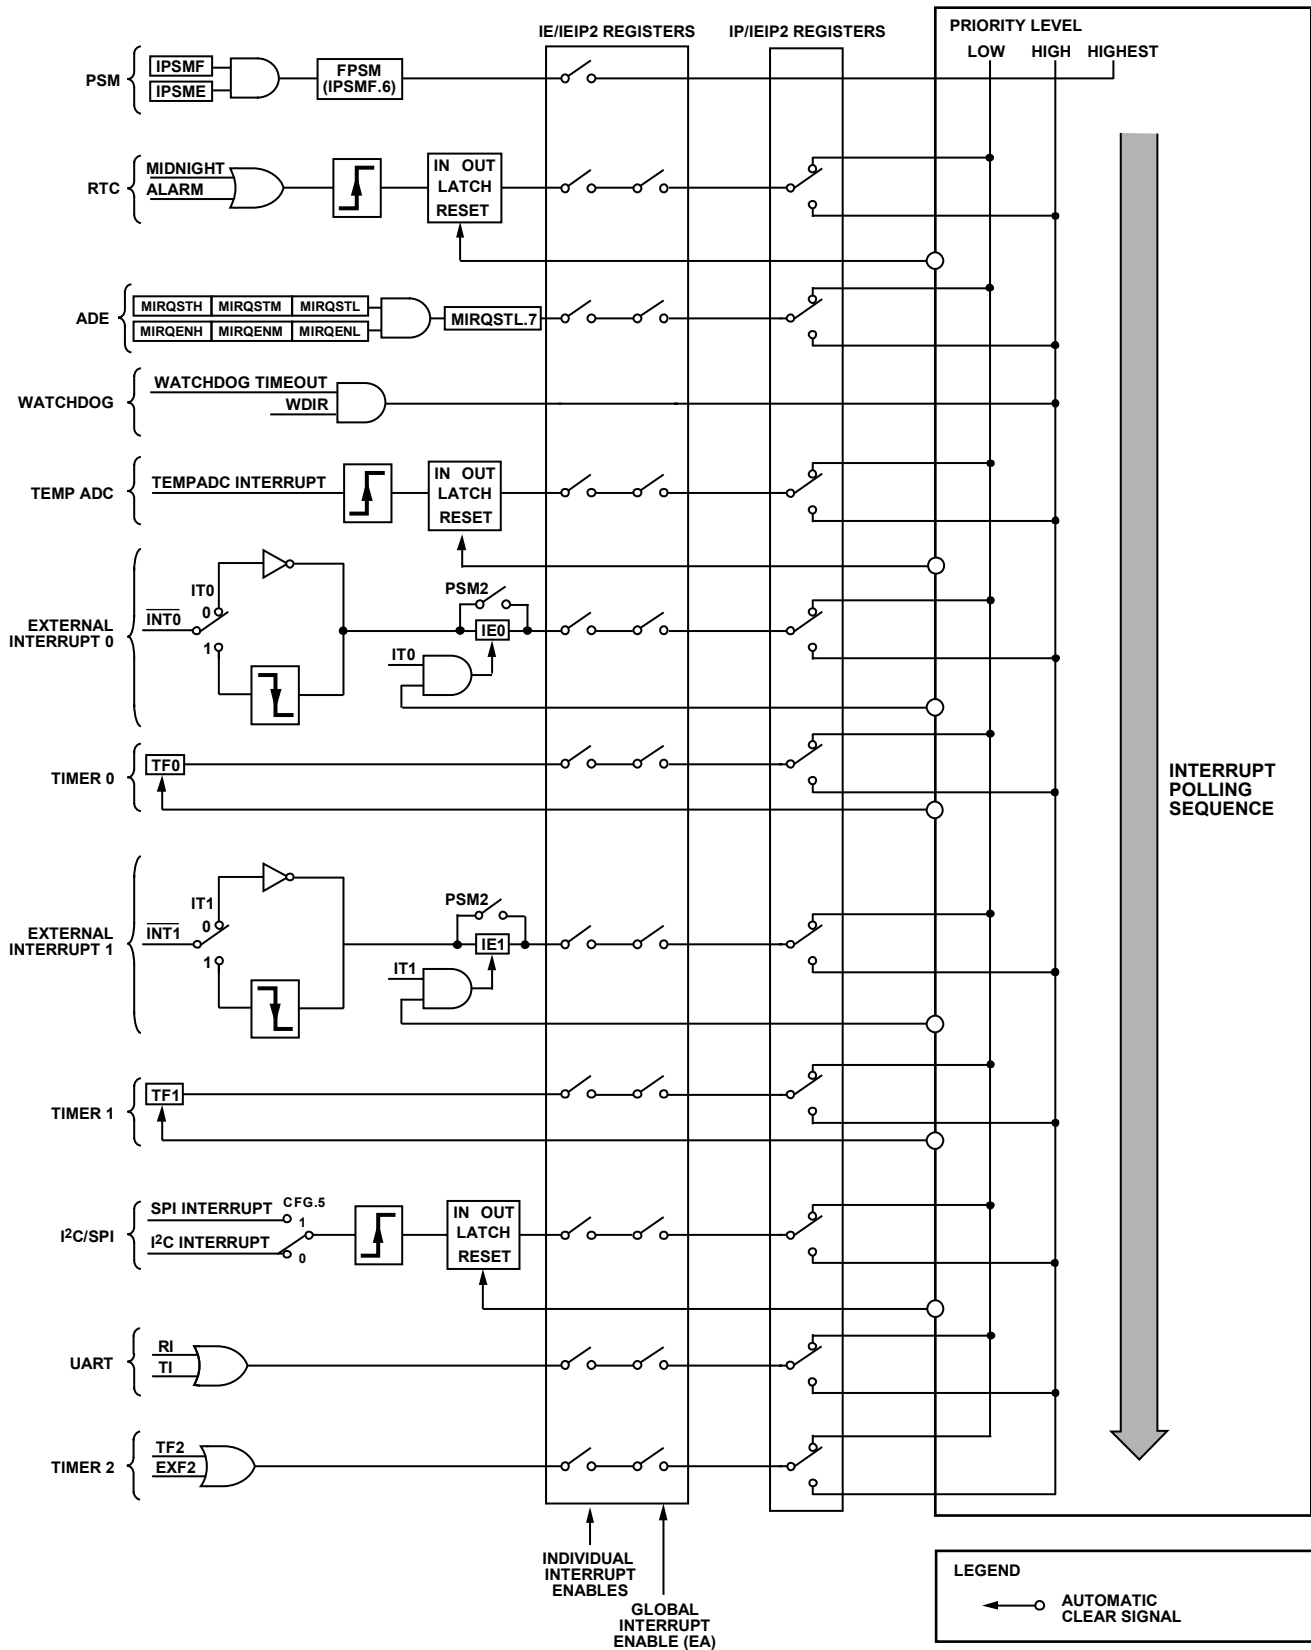 IE/IEIP2 REGISTERS
IP/IEIP2 REGISTERS
PRIORITY LEVEL
LOW HIGH HIGHEST
PSM
IPSMF
IPSME
FPSM
(IPSMF.6)
RTC
MIDNIGHT
ALARM
IN OUT
LATCH
RESET
ADE
MIRQSTH MIRQSTM MIRQSTL
MIRQENH MIRQENM MIRQENL
MIRQSTL.7
WATCHDOG
WATCHDOG TIMEOUT
WDIR
TEMP ADC
TEMPADC INTERRUPT
IN OUT
LATCH
RESET
EXTERNAL
INTERRUPT 0
INT0
IT0
0
1
PSM2
IE0
IT0
TIMER 0
TF0
INTERRUPT
POLLING
SEQUENCE
EXTERNAL
INTERRUPT 1
INT1
IT1
0
1
PSM2
IE1
IT1
TIMER 1
TF1
I2C/SPI
SPI INTERRUPT
I2C INTERRUPT
CFG.5
1
0
IN OUT
LATCH
RESET
UART
RI
TI
TIMER 2
TF2
EXF2
INDIVIDUAL
INTERRUPT
ENABLES
GLOBAL
INTERRUPT
ENABLE (EA)
LEGEND
AUTOMATIC
CLEAR SIGNAL